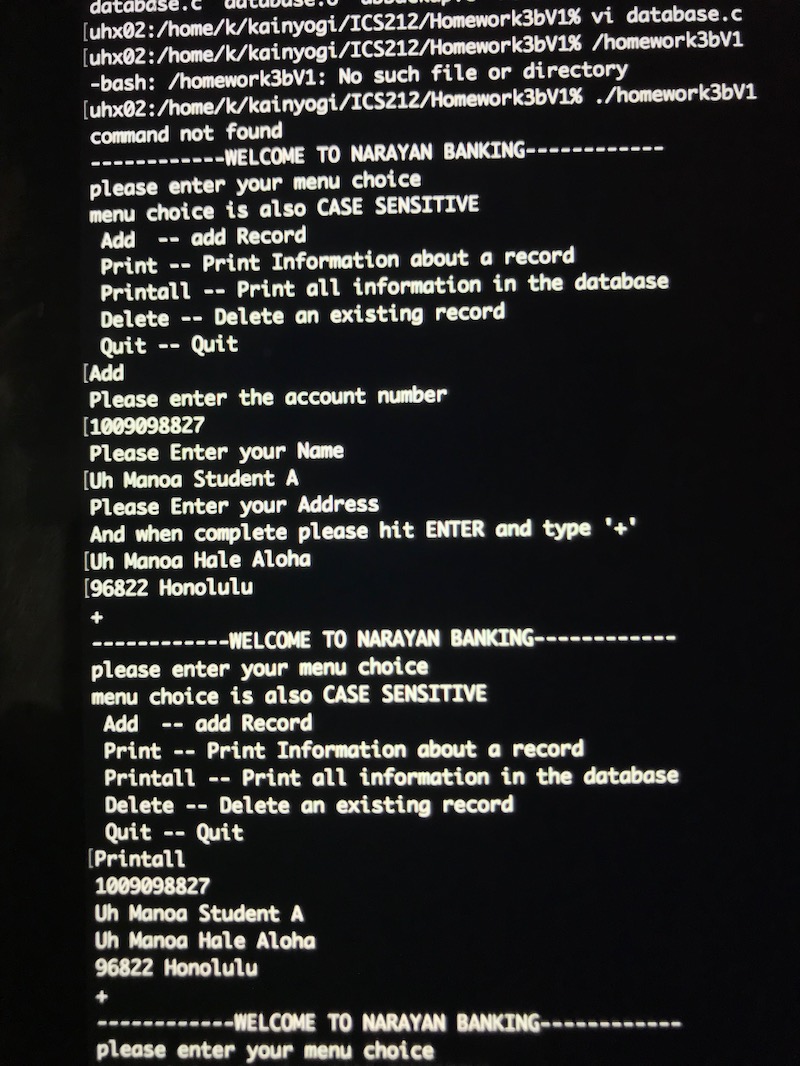 database.c database.o
[uhx02:/home/k/kainyogi/ICS212/Homework3bV1% vi database.c
[uhx02:/home/k/kainyogi/ICS212/Homework3bV1% /homework3bV1
-bash: /homework3bV1: No such file or directory
[uhx02:/home/k/kainyogi/ICS212/Homework3bV1% ./homework3bV1
command not found
------------WELCOME TO NARAYAN BANKING------------
please enter your menu choice
menu choice is also CASE SENSITIVE
Add  -- add Record
Print -- Print Information about a record
Printall -- Print all information in the database
Delete -- Delete an existing record
Quit -- Quit
[Add
Please enter the account number
[1009098827
Please Enter your Name
[Uh Manoa Student A
Please Enter your Address
And when complete please hit ENTER and type '+'
[Uh Manoa Hale Aloha
[96822 Honolulu
+
------------WELCOME TO NARAYAN BANKING------------
please enter your menu choice
menu choice is also CASE SENSITIVE
Add  -- add Record
Print -- Print Information about a record
Printall -- Print all information in the database
Delete -- Delete an existing record
Quit -- Quit
[Printall
1009098827
Uh Manoa Student A
Uh Manoa Hale Aloha
96822 Honolulu
+
------------WELCOME TO NARAYAN BANKING------------
please enter your menu choice